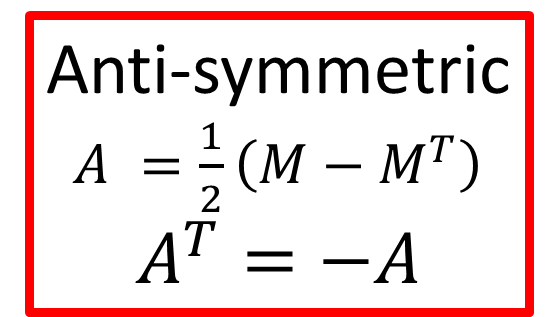 Anti-symmetric
A = 1/2 (M − M^T)
A^T = −A